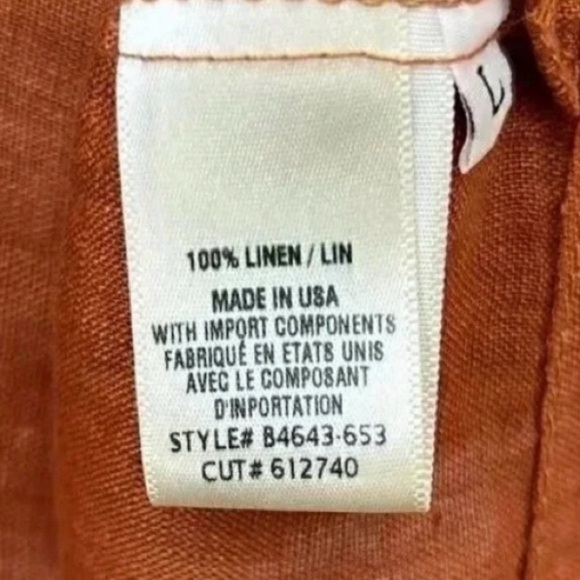 L
100% LINEN / LIN
MADE IN USA
WITH IMPORT COMPONENTS
FABRIQUÉ EN ETATS UNIS
AVEC LE COMPOSANT
D'INPORTATION
STYLE# B4643-653
CUT# 612740